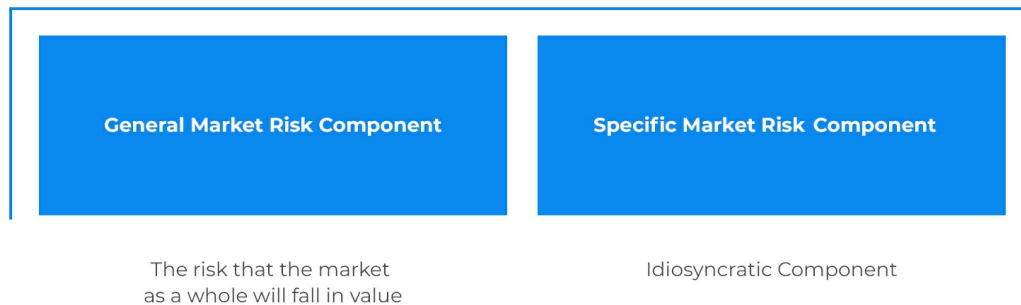 General Market Risk Component
Specific Market Risk Component
The risk that the market
as a whole will fall in value
Idiosyncratic Component